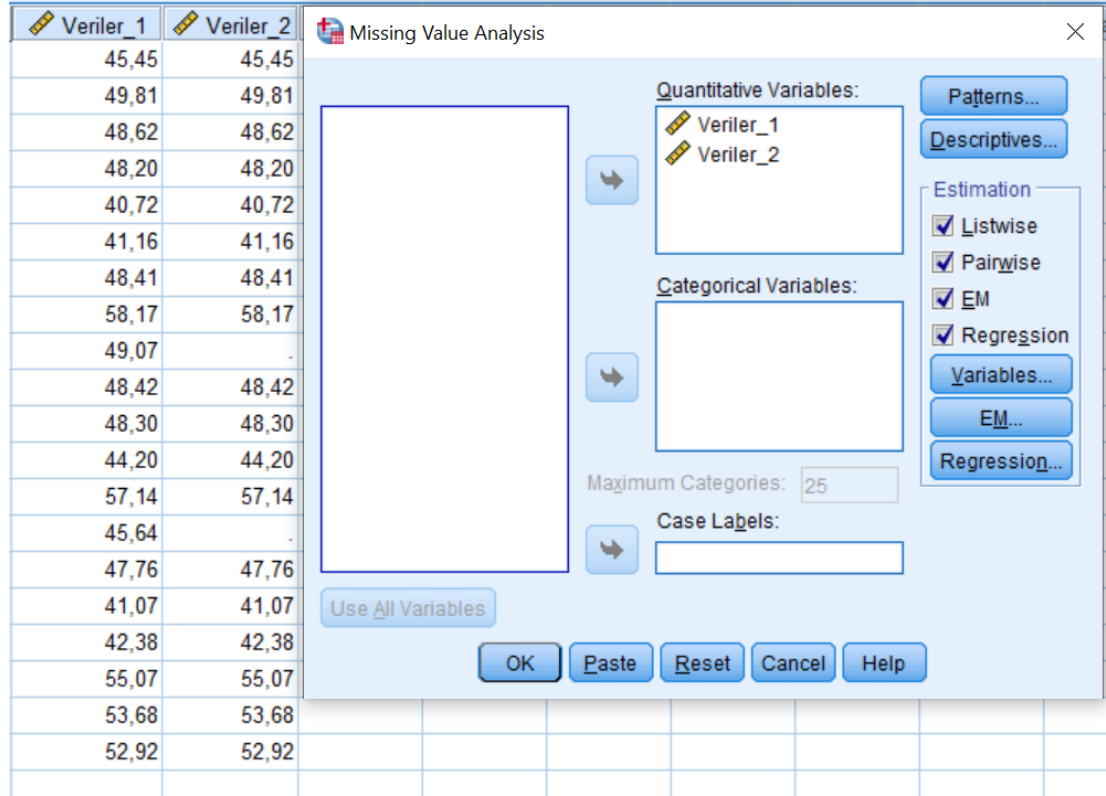 Veriler_1 Veriler_2
45,45 45,45
49,81 49,81
48,62 48,62
48,20 48,20
40,72 40,72
41,16 41,16
48,41 48,41
58,17 58,17
49,07 .
48,42 48,42
48,30 48,30
44,20 44,20
57,14 57,14
45,64 .
47,76 47,76
41,07 41,07
42,38 42,38
55,07 55,07
53,68 53,68
52,92 52,92
Missing Value Analysis
Quantitative Variables:
Veriler_1
Veriler_2
Categorical Variables:
Maximum Categories: 25
Case Labels:
Use All Variables
Patterns...
Descriptives...
Estimation
Listwise
Pairwise
EM
Regression
Variables...
EM...
Regression...
OK Paste Reset Cancel Help